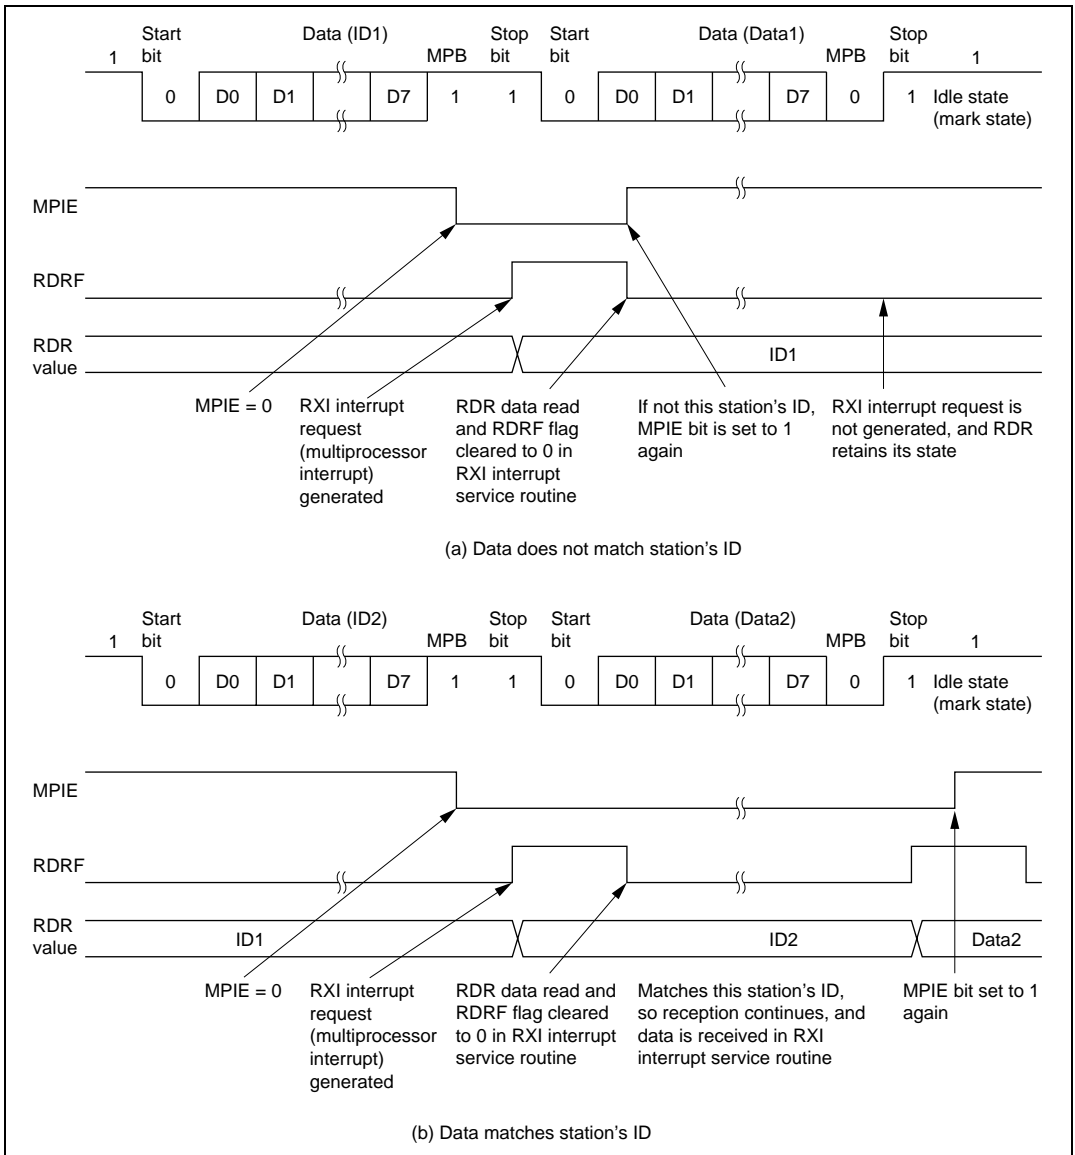 Start Data (ID1) Stop Start Data (Data1) Stop
1 bit MPB bit bit MPB bit 1
0 D0 D1 D7 1 1 0 D0 D1 D7 0 1 Idle state
(mark state)
MPIE
RDRF
RDR
value
ID1
MPIE = 0
RXI interrupt
request
(multiprocessor
interrupt)
generated
RDR data read
and RDRF flag
cleared to 0 in
RXI interrupt
service routine
If not this station's ID,
MPIE bit is set to 1
again
RXI interrupt request is
not generated, and RDR
retains its state
(a) Data does not match station's ID
Start Data (ID2) Stop Start Data (Data2) Stop
1 bit MPB bit bit MPB bit 1
0 D0 D1 D7 1 1 0 D0 D1 D7 0 1 Idle state
(mark state)
MPIE
RDRF
RDR
value
ID1 ID2 Data2
MPIE = 0
RXI interrupt
request
(multiprocessor
interrupt)
generated
RDR data read and
RDRF flag cleared
to 0 in RXI interrupt
service routine
Matches this station's ID,
so reception continues, and
data is received in RXI
interrupt service routine
MPIE bit set to 1
again
(b) Data matches station's ID